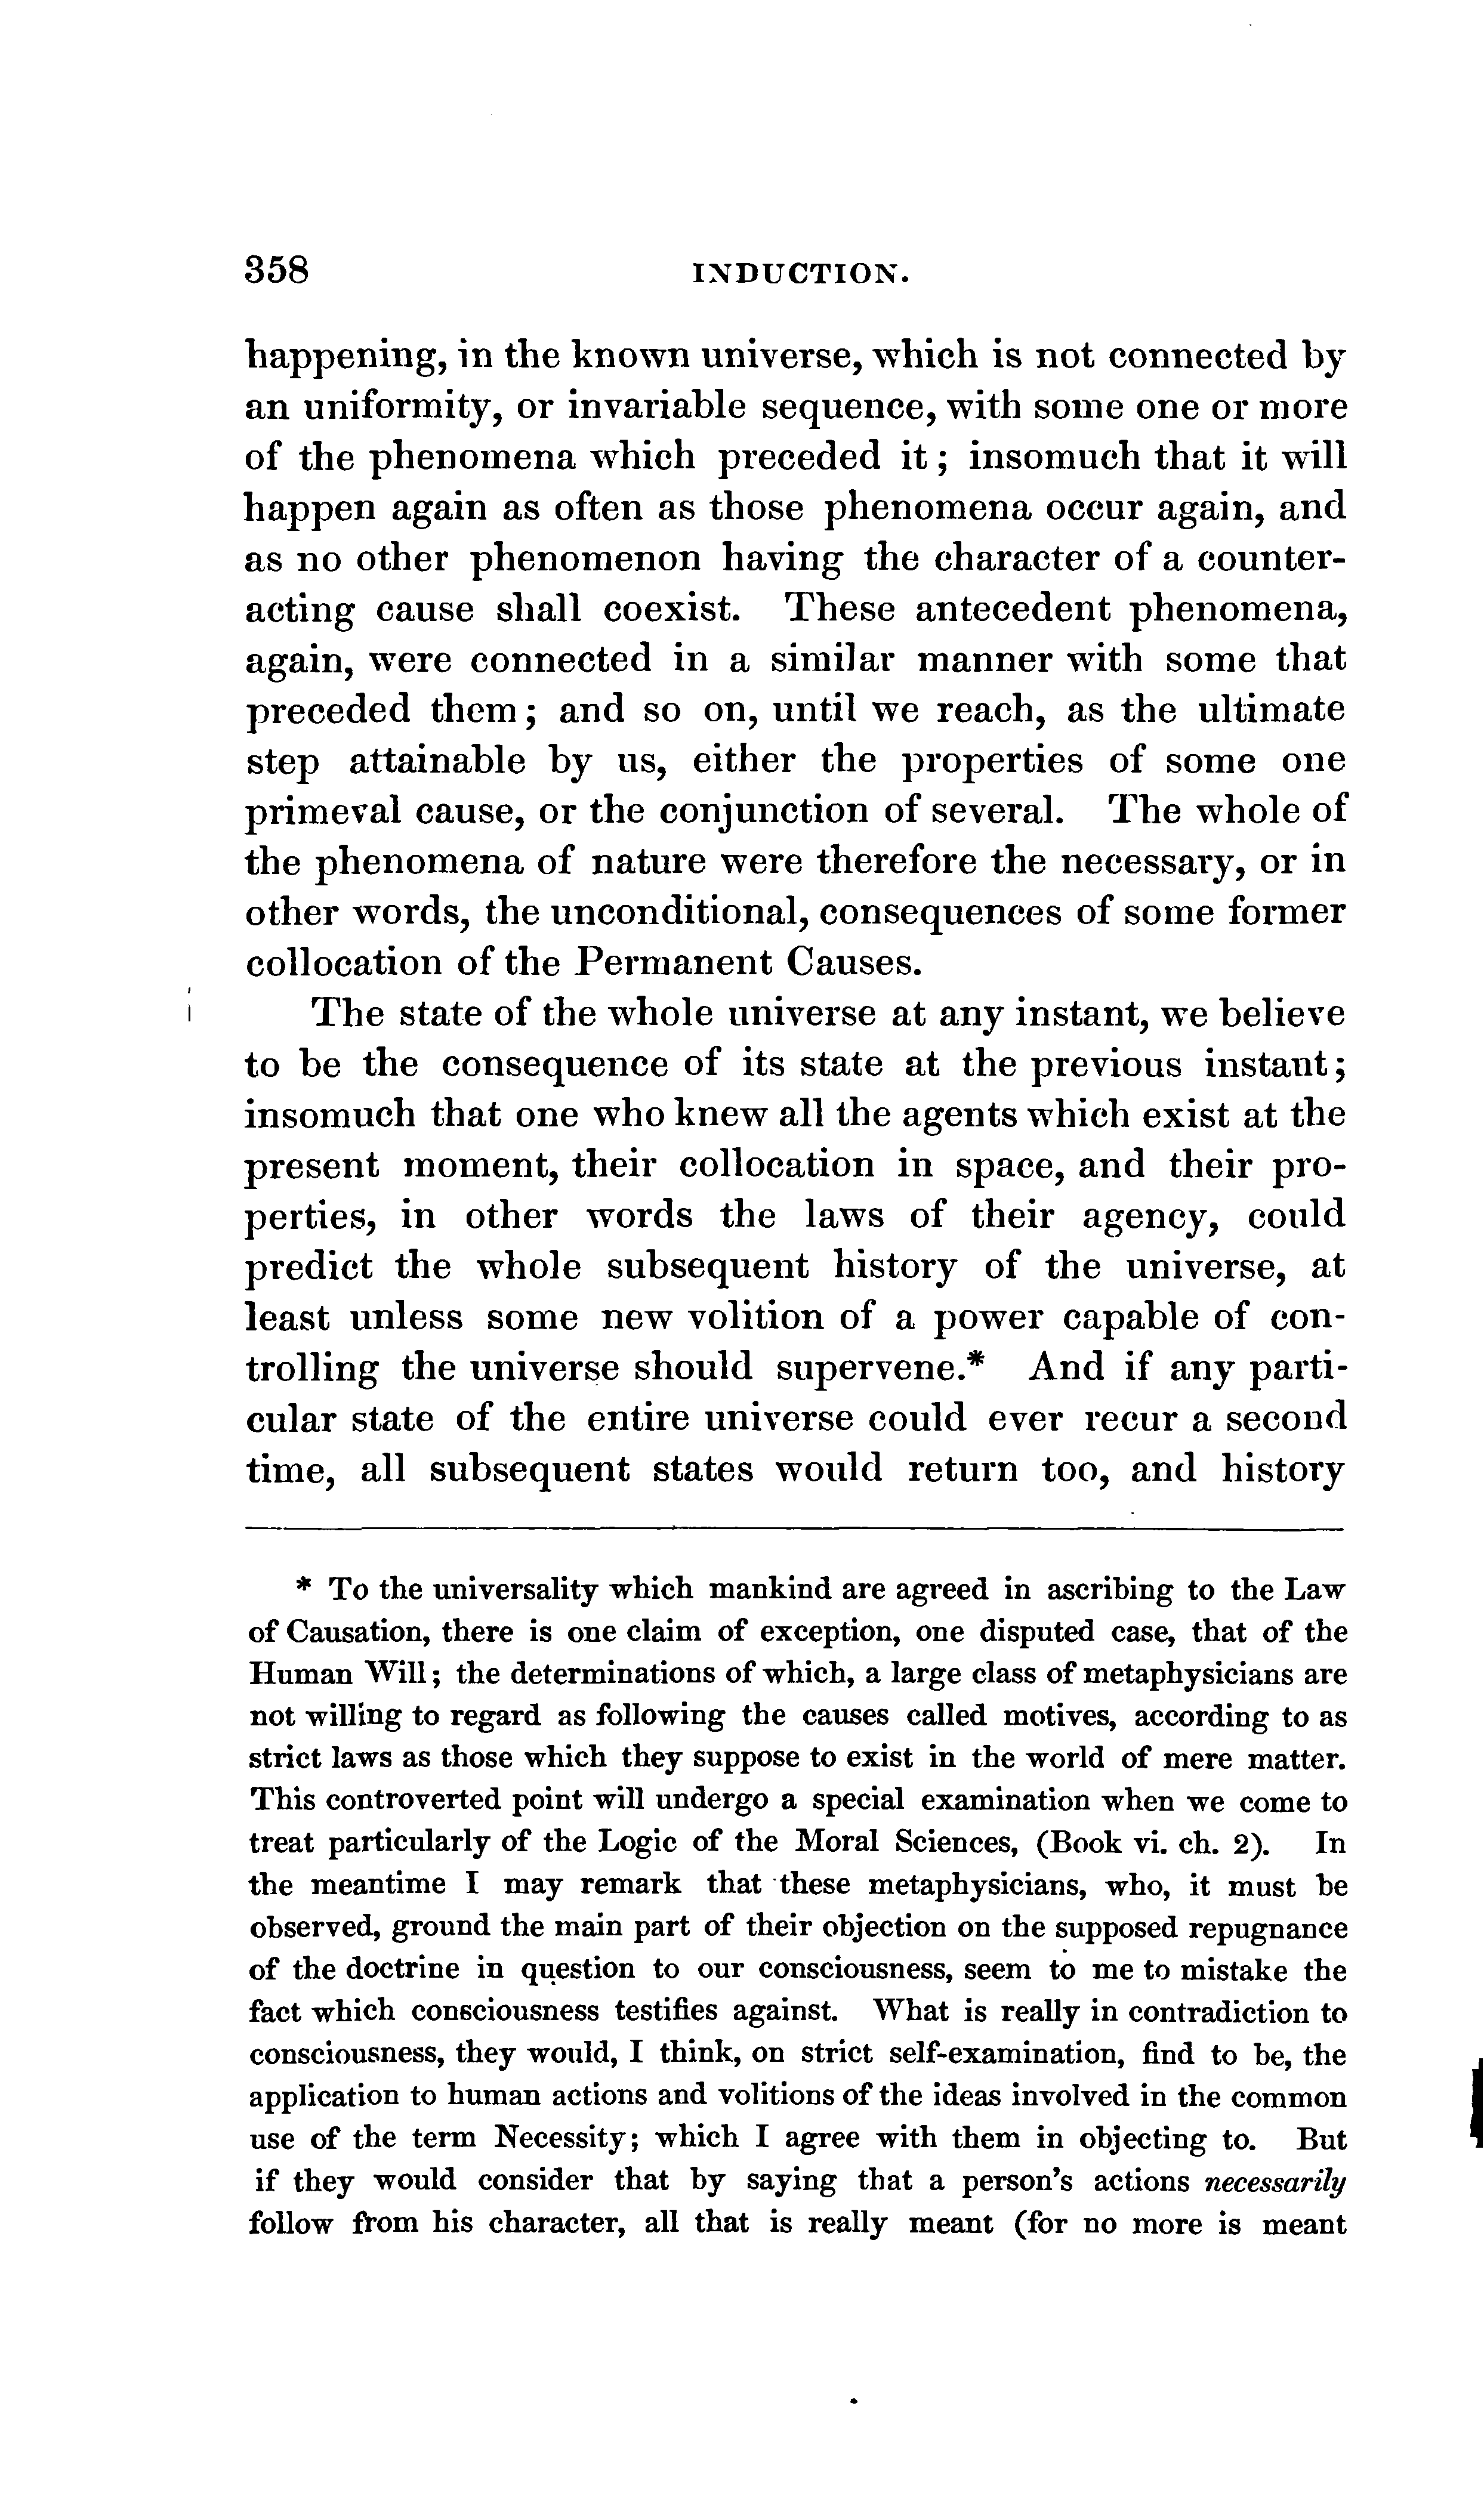 358 INDUCTION.
happening, in the known universe, which is not connected by
an uniformity, or invariable sequence, with some one or more
of the phenomena which preceded it; insomuch that it will
happen again as often as those phenomena occur again, and
as no other phenomenon having the character of a counter-
acting cause shall coexist. These antecedent phenomena,
again, were connected in a similar manner with some that
preceded them; and so on, until we reach, as the ultimate
step attainable by us, either the properties of some one
primeval cause, or the conjunction of several. The whole of
the phenomena of nature were therefore the necessary, or in
other words, the unconditional, consequences of some former
collocation of the Permanent Causes.
The state of the whole universe at any instant, we believe
to be the consequence of its state at the previous instant;
insomuch that one who knew all the agents which exist at the
present moment, their collocation in space, and their pro-
perties, in other words the laws of their agency, could
predict the whole subsequent history of the universe, at
least unless some new volition of a power capable of con-
trolling the universe should supervene.* And if any parti-
cular state of the entire universe could ever recur a second
time, all subsequent states would return too, and history
* To the universality which mankind are agreed in ascribing to the Law
of Causation, there is one claim of exception, one disputed case, that of the
Human Will; the determinations of which, a large class of metaphysicians are
not willing to regard as following the causes called motives, according to as
strict laws as those which they suppose to exist in the world of mere matter.
This controverted point will undergo a special examination when we come to
treat particularly of the Logic of the Moral Sciences, (Book vi. ch. 2). In
the meantime I may remark that these metaphysicians, who, it must be
observed, ground the main part of their objection on the supposed repugnance
of the doctrine in question to our consciousness, seem to me to mistake the
fact which consciousness testifies against. What is really in contradiction to
consciousness, they would, I think, on strict self-examination, find to be, the
application to human actions and volitions of the ideas involved in the common
use of the term Necessity; which I agree with them in objecting to. But
if they would consider that by saying that a person's actions necessarily
follow from his character, all that is really meant (for no more is meant